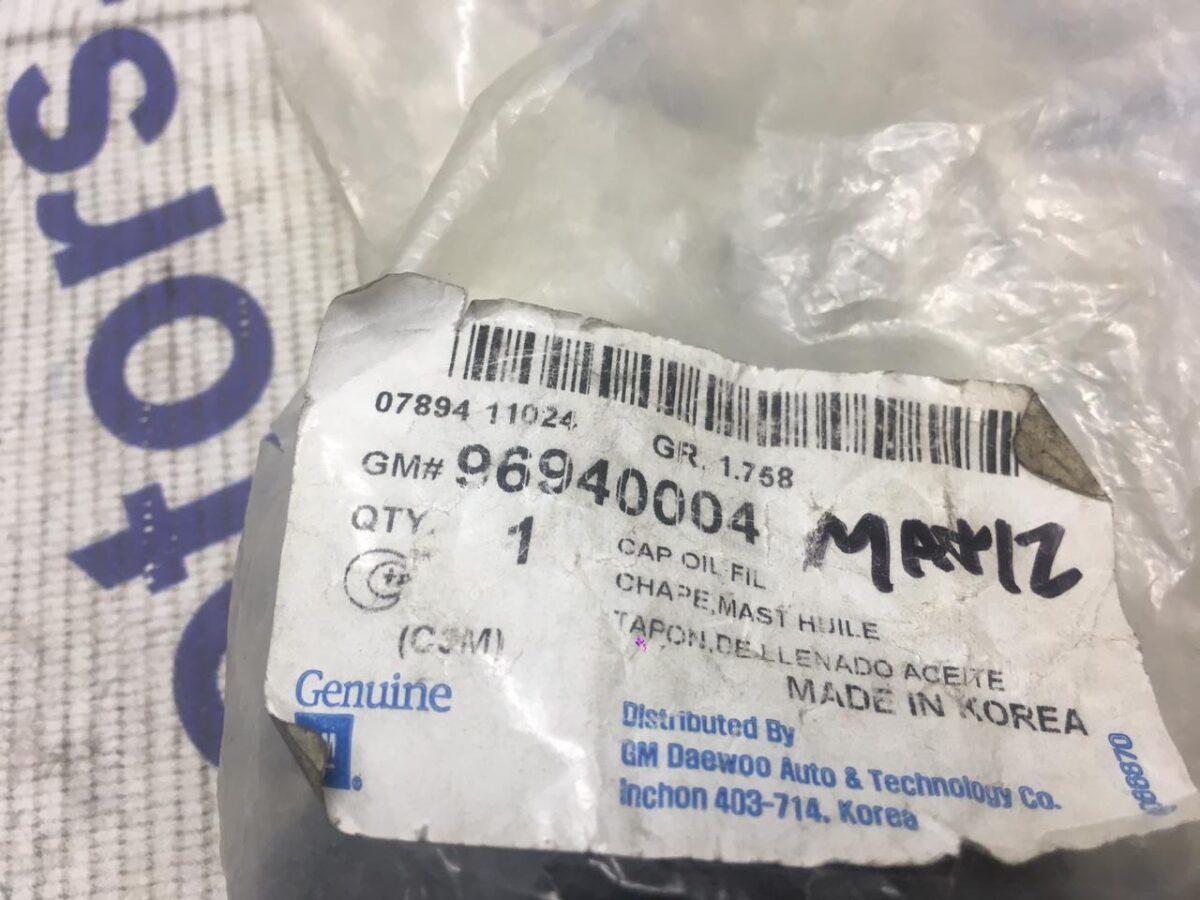 otors
07894 11024
GR. 1.758
GM# 96940004
QTY. 1
MATIZ
CAP OIL FIL
CHAPE,MAST HUILE
TAPON,DE LLENADO ACEITE
(C3M)
MADE IN KOREA
Genuine
Distributed By
GM Daewoo Auto & Technology Co.
Inchon 403-714. Korea